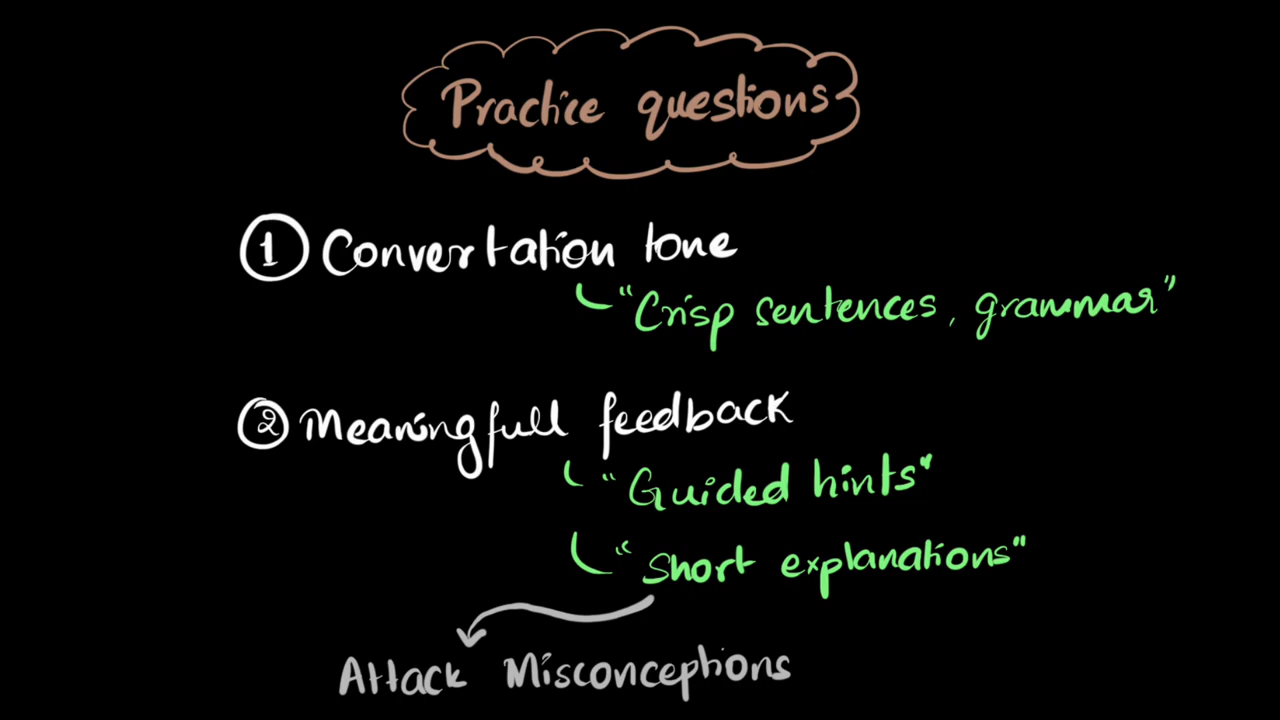 Practice questions
① Convertation tone
"Crisp sentences, grammar"
② Meaningfull feedback
"Guided hints"
"Short explanations"
Attack Misconceptions